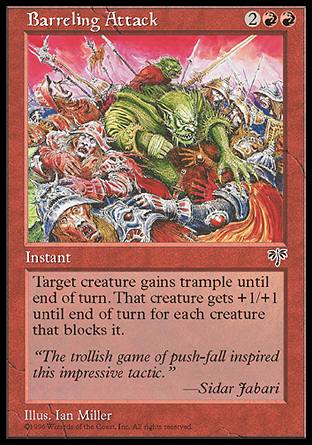 Barreling Attack 2
Instant
Target creature gains trample until
end of turn. That creature gets +1/+1
until end of turn for each creature
that blocks it.
"The trollish game of push-fall inspired
this impressive tactic."
—Sidar Jabari
Illus. Ian Miller
©1996 Wizards of the Coast, Inc. All rights reserved.